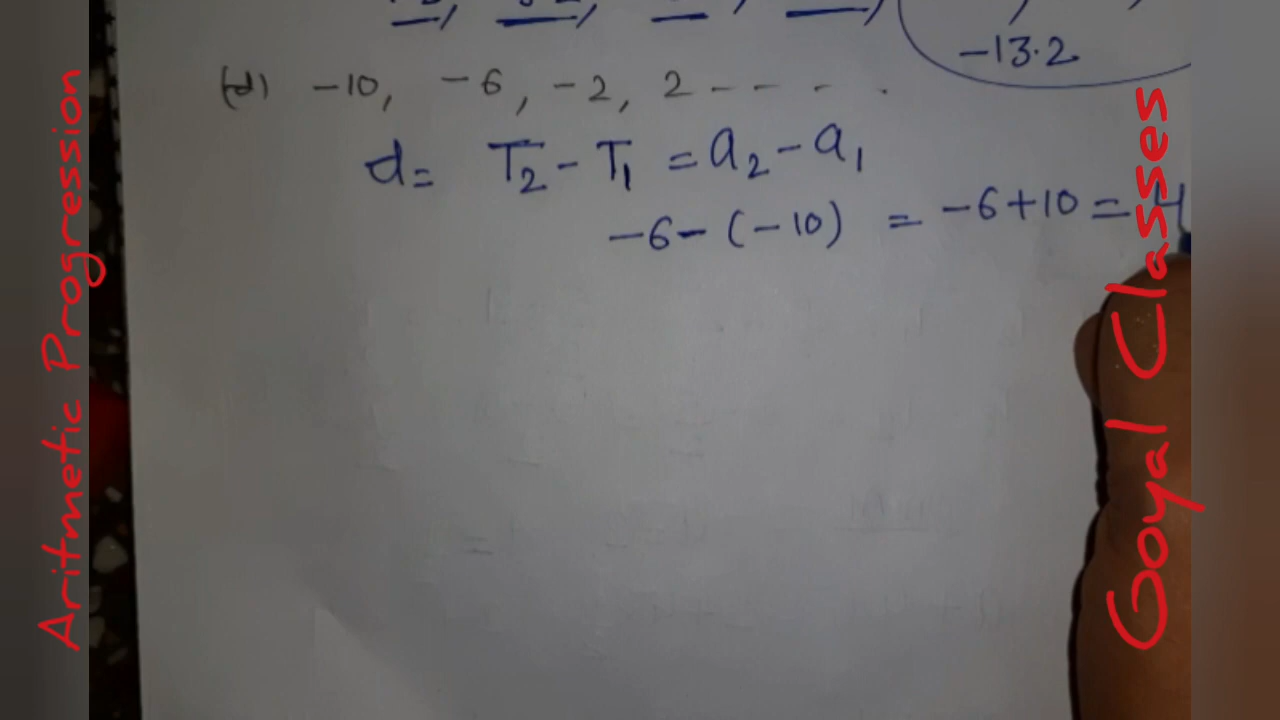 -13.2
(d) -10, -6, -2, 2 - - - .
d = T2 - T1 = a2 - a1
-6 - (-10) = -6+10 = 4
Aritmetic Progression
Goyal Classes